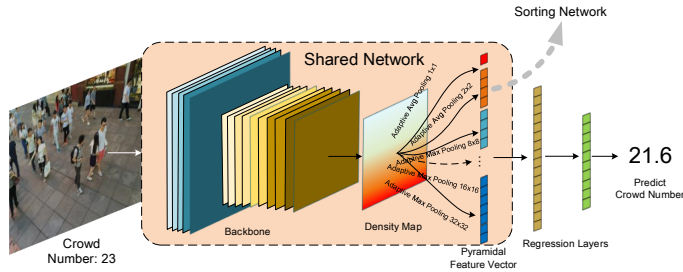 Sorting Network
Shared Network
Adaptive Avg Pooling 1x1
Adaptive Avg Pooling 2x2
Adaptive Max Pooling 8x8
Adaptive Max Pooling 16x16
Adaptive Max Pooling 32x32
21.6
Predict
Crowd Number
Crowd
Number: 23
Backbone
Density Map
Pyramidal
Feature Vector
Regression Layers